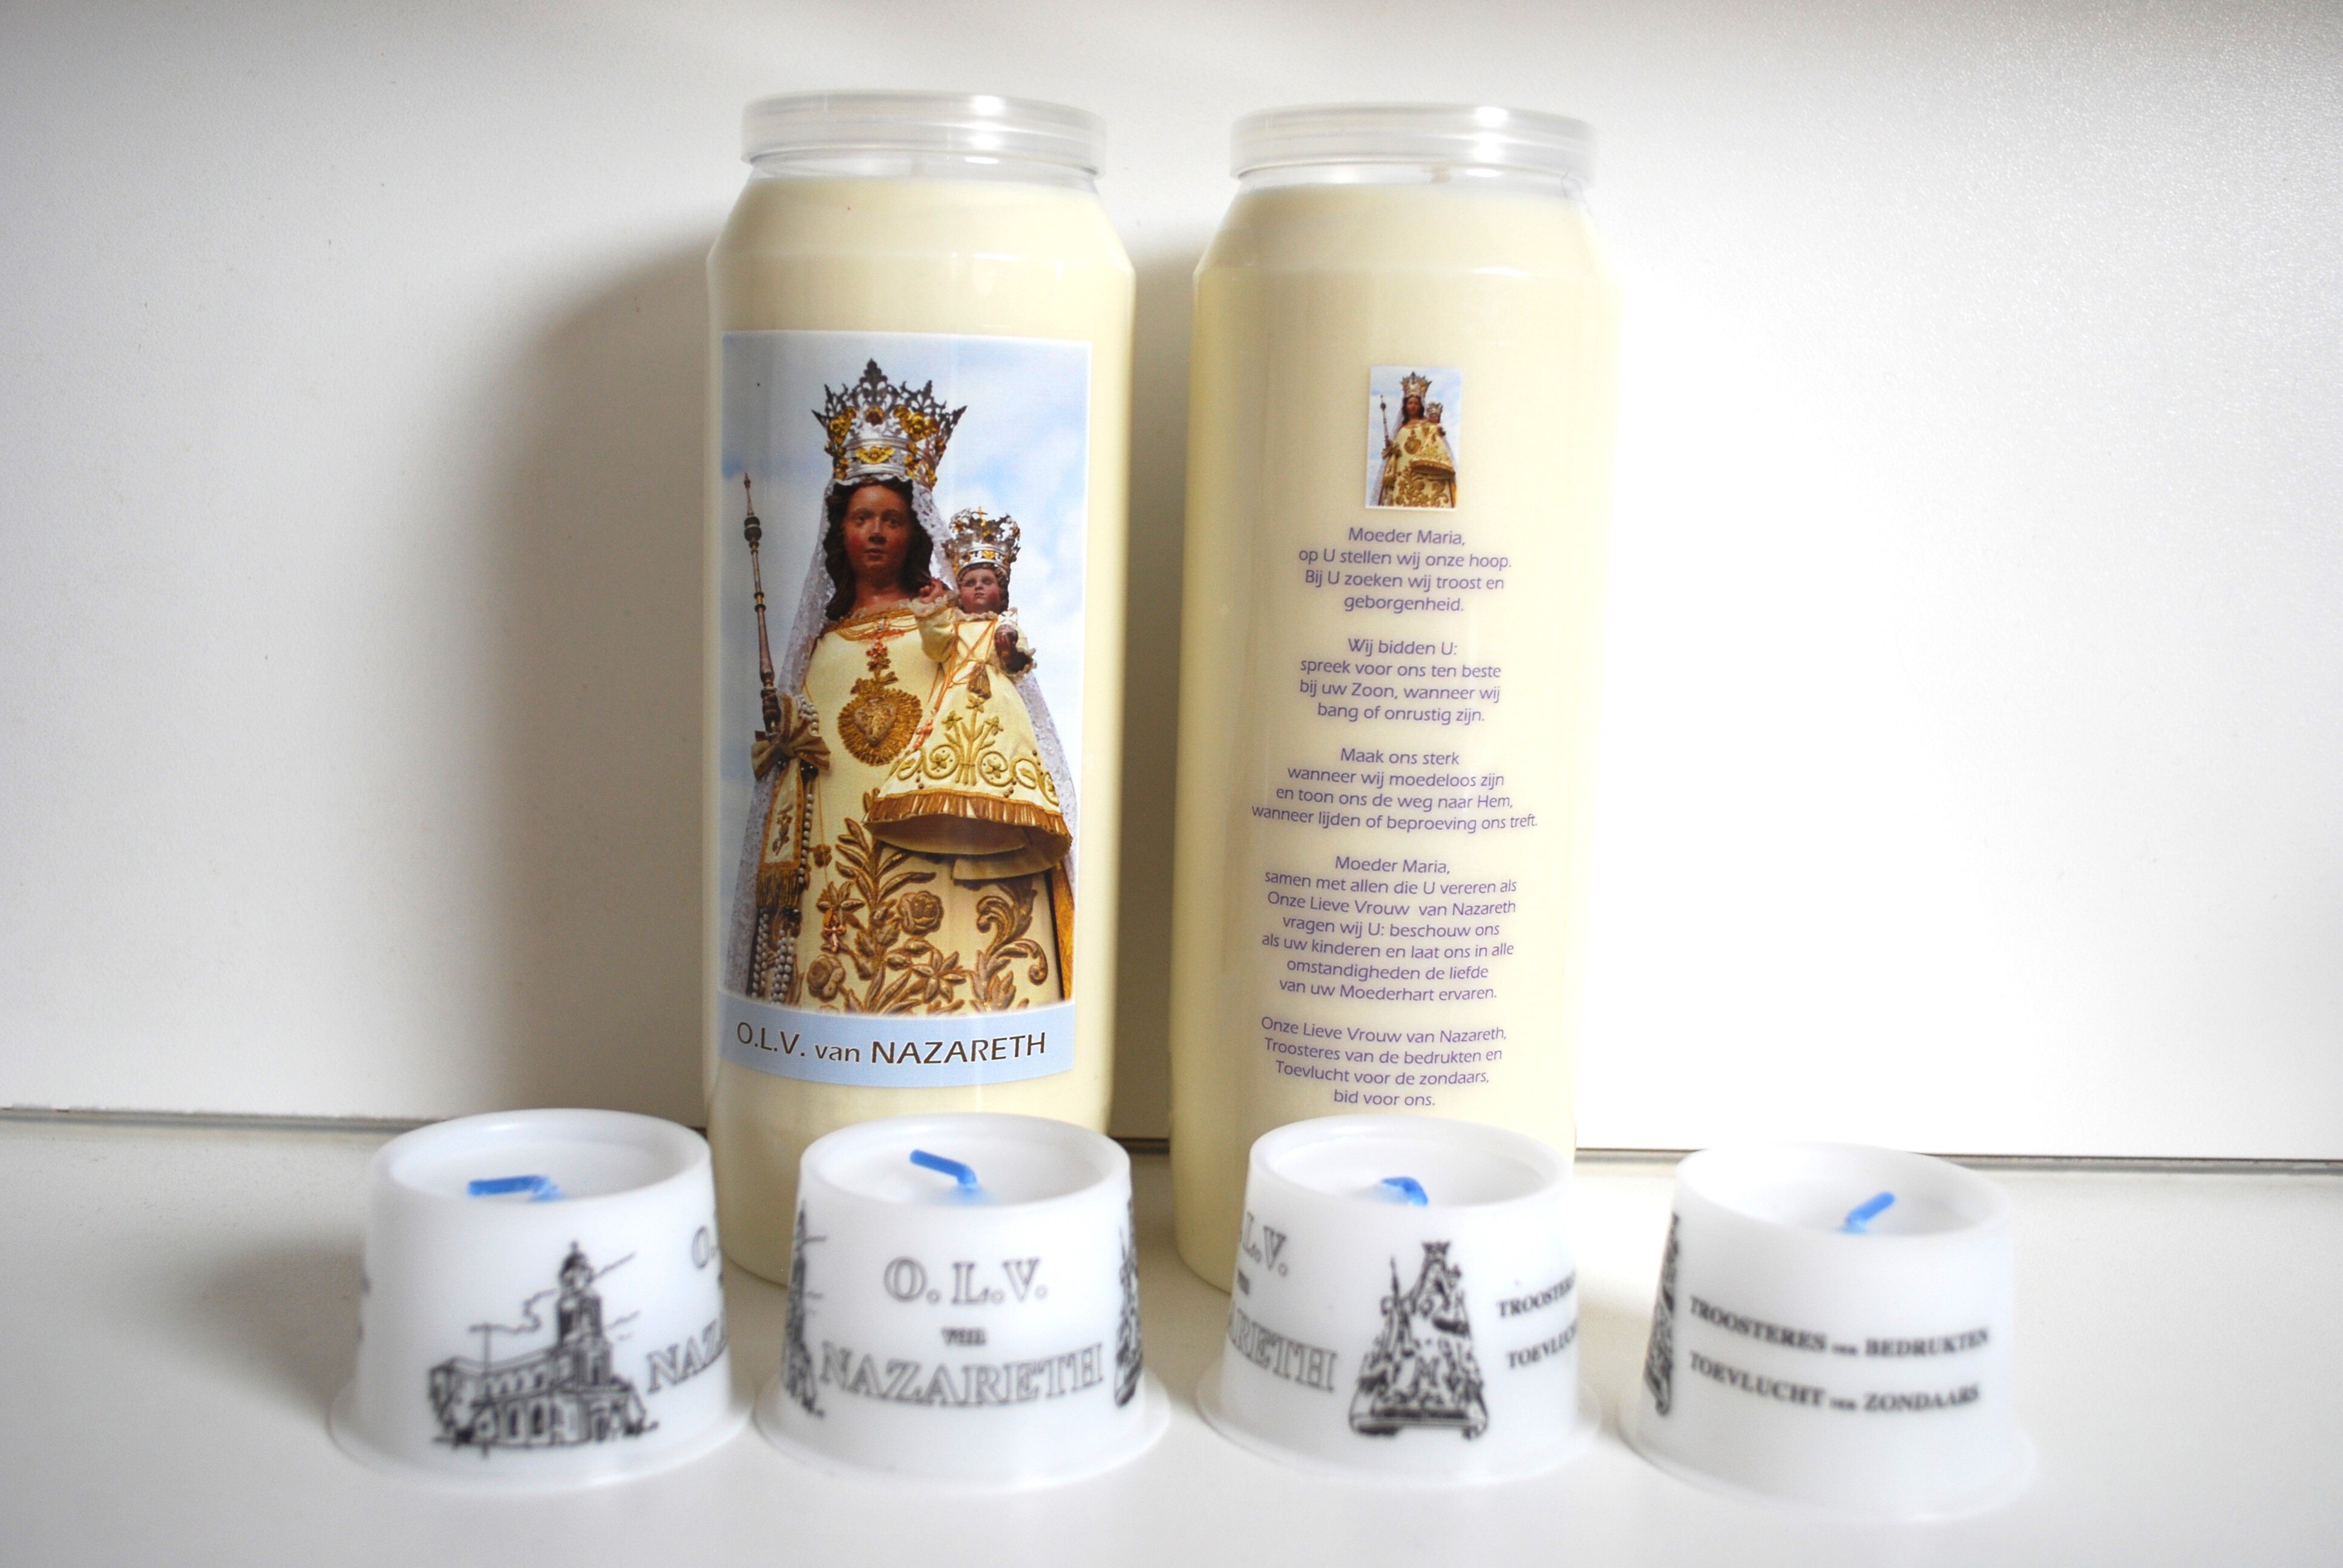 O.L.V. van NAZARETH
Moeder Maria,
op U stellen wij onze hoop.
Bij U zoeken wij troost en
geborgenheid.
Wij bidden U:
spreek voor ons ten beste
bij uw Zoon, wanneer wij
bang of onrustig zijn.
Maak ons sterk
wanneer wij moedeloos zijn
en toon ons de weg naar Hem,
wanneer lijden of beproeving ons treft.
Moeder Maria,
samen met allen die U vereren als
Onze Lieve Vrouw van Nazareth
vragen wij U: beschouw ons
als uw kinderen en laat ons in alle
omstandigheden de liefde
van uw Moederhart ervaren.
Onze Lieve Vrouw van Nazareth,
Troosteres van de bedrukten en
Toevlucht voor de zondaars,
bid voor ons.
O.
NAZA
O. L.V.
van
NAZARETH
L.V.
RETH
TROOSTER
TOEVLUC
TROOSTERES BEDRUKTEN
TOEVLUCHT ZONDAARS